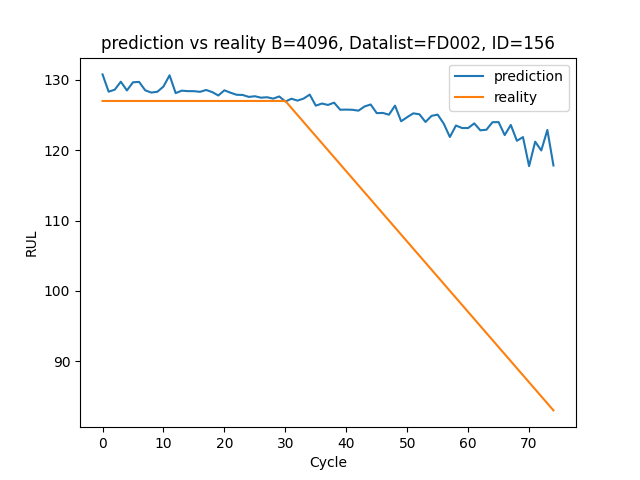 prediction vs reality B=4096, Datalist=FD002, ID=156
prediction
reality
130
120
110
100
90
RUL
0 10 20 30 40 50 60 70
Cycle